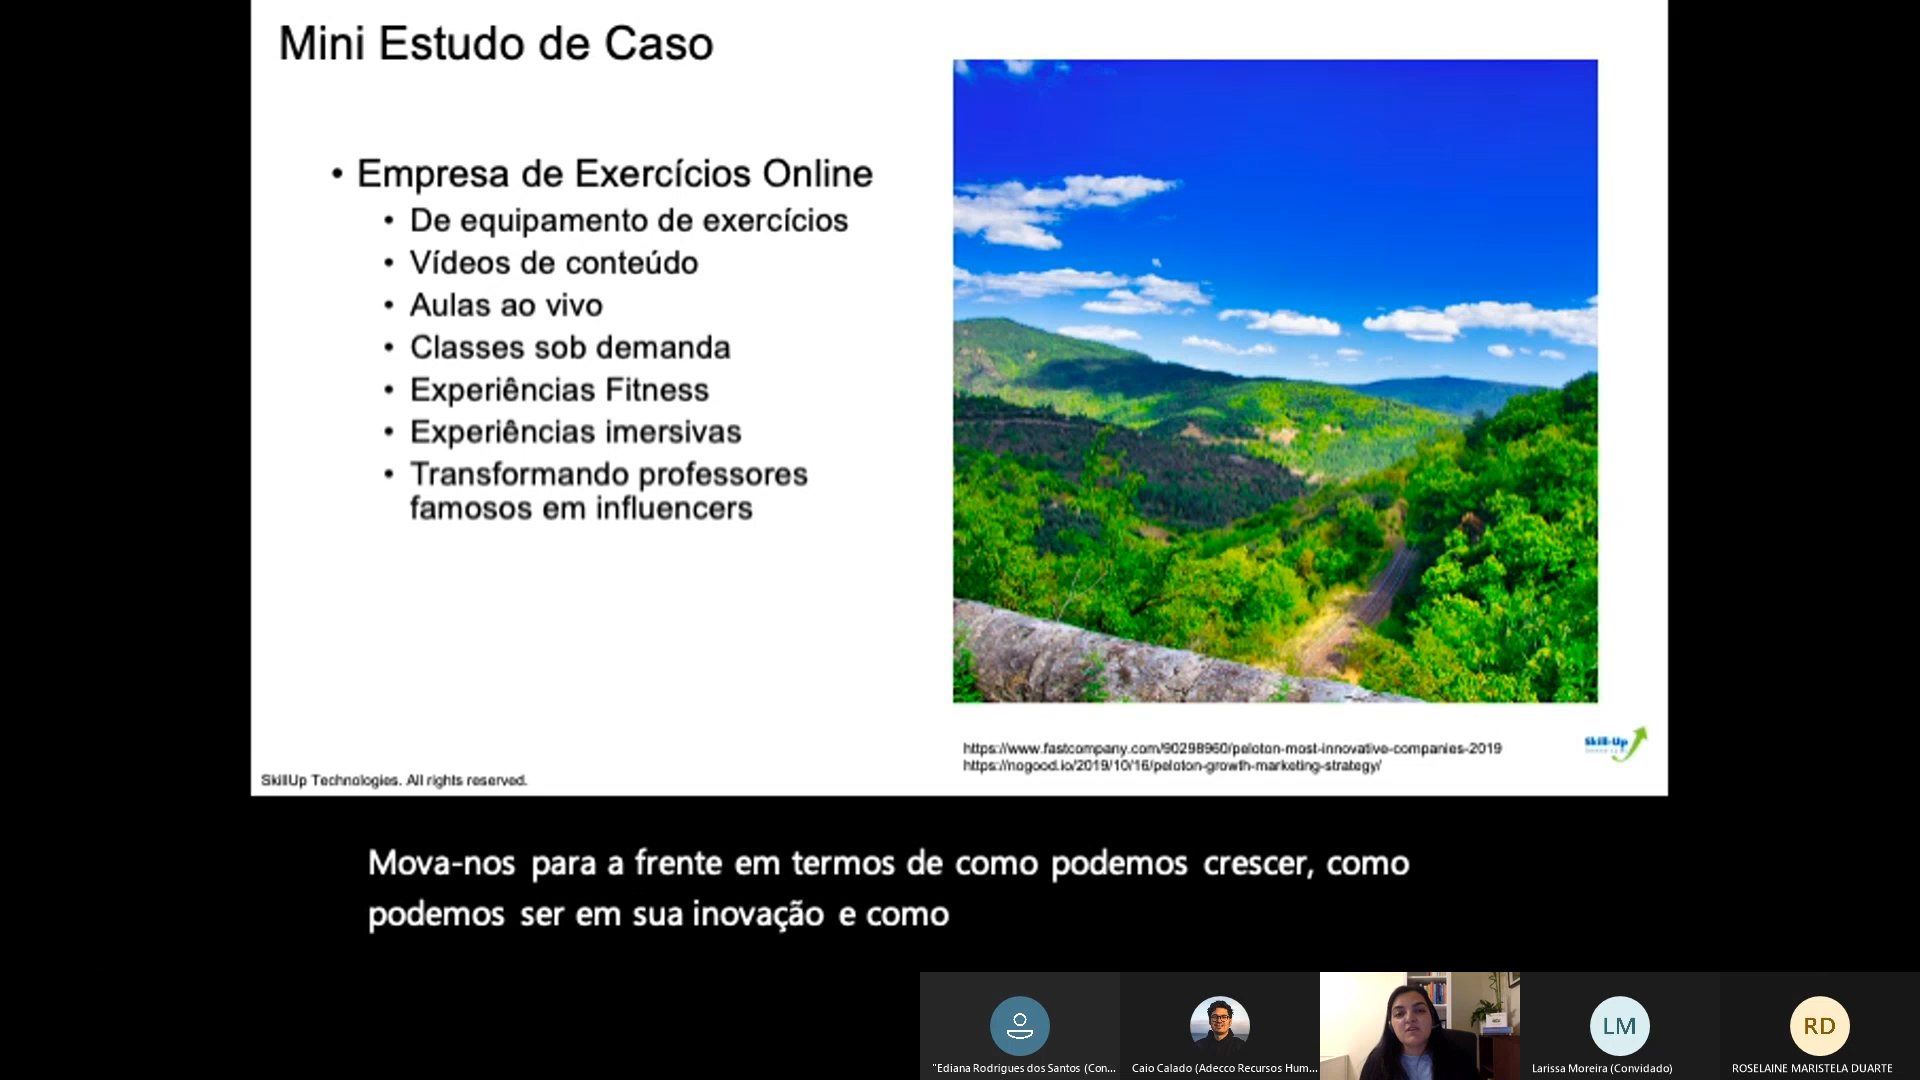 Mini Estudo de Caso
• Empresa de Exercícios Online
• De equipamento de exercícios
• Vídeos de conteúdo
• Aulas ao vivo
• Classes sob demanda
• Experiências Fitness
• Experiências imersivas
• Transformando professores
famosos em influencers
https://www.fastcompany.com/90298960/peloton-most-innovative-companies-2019
https://nogood.io/2019/10/16/peloton-growth-marketing-strategy/
Skill-Up
SkillUp Technologies. All rights reserved.
Mova-nos para a frente em termos de como podemos crescer, como
podemos ser em sua inovação e como
LM
RD
"Ediana Rodrigues dos Santos (Con...
Caio Calado (Adecco Recursos Hum...
Larissa Moreira (Convidado)
ROSELAINE MARISTELA DUARTE